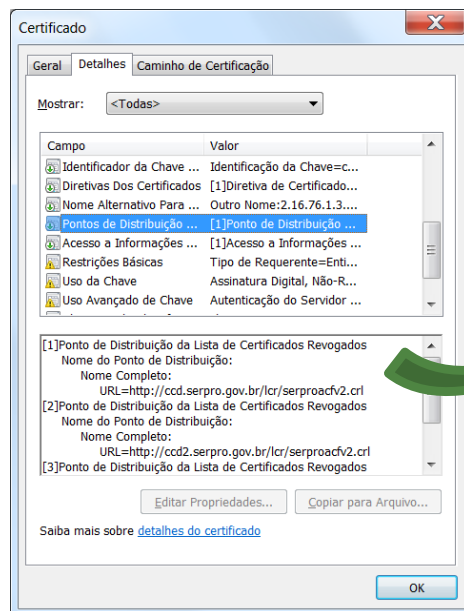 Certificado
X
Geral Detalhes Caminho de Certificação
Mostrar: <Todas>
Campo Valor
Identificador da Chave ... Identificação da Chave=c...
Diretivas Dos Certificados [1]Diretiva de Certificado...
Nome Alternativo Para ... Outro Nome:2.16.76.1.3....
Pontos de Distribuição ... [1]Ponto de Distribuição ...
Acesso a Informações ... [1]Acesso a Informações ...
Restrições Básicas Tipo de Requerente=Enti...
Uso da Chave Assinatura Digital, Não-R...
Uso Avançado de Chave Autenticação do Servidor ...
[1]Ponto de Distribuição da Lista de Certificados Revogados
Nome do Ponto de Distribuição:
Nome Completo:
URL=http://ccd.serpro.gov.br/lcr/serproacfv2.crl
[2]Ponto de Distribuição da Lista de Certificados Revogados
Nome do Ponto de Distribuição:
Nome Completo:
URL=http://ccd2.serpro.gov.br/lcr/serproacfv2.crl
[3]Ponto de Distribuição da Lista de Certificados Revogados
Editar Propriedades... Copiar para Arquivo...
Saiba mais sobre detalhes do certificado
OK